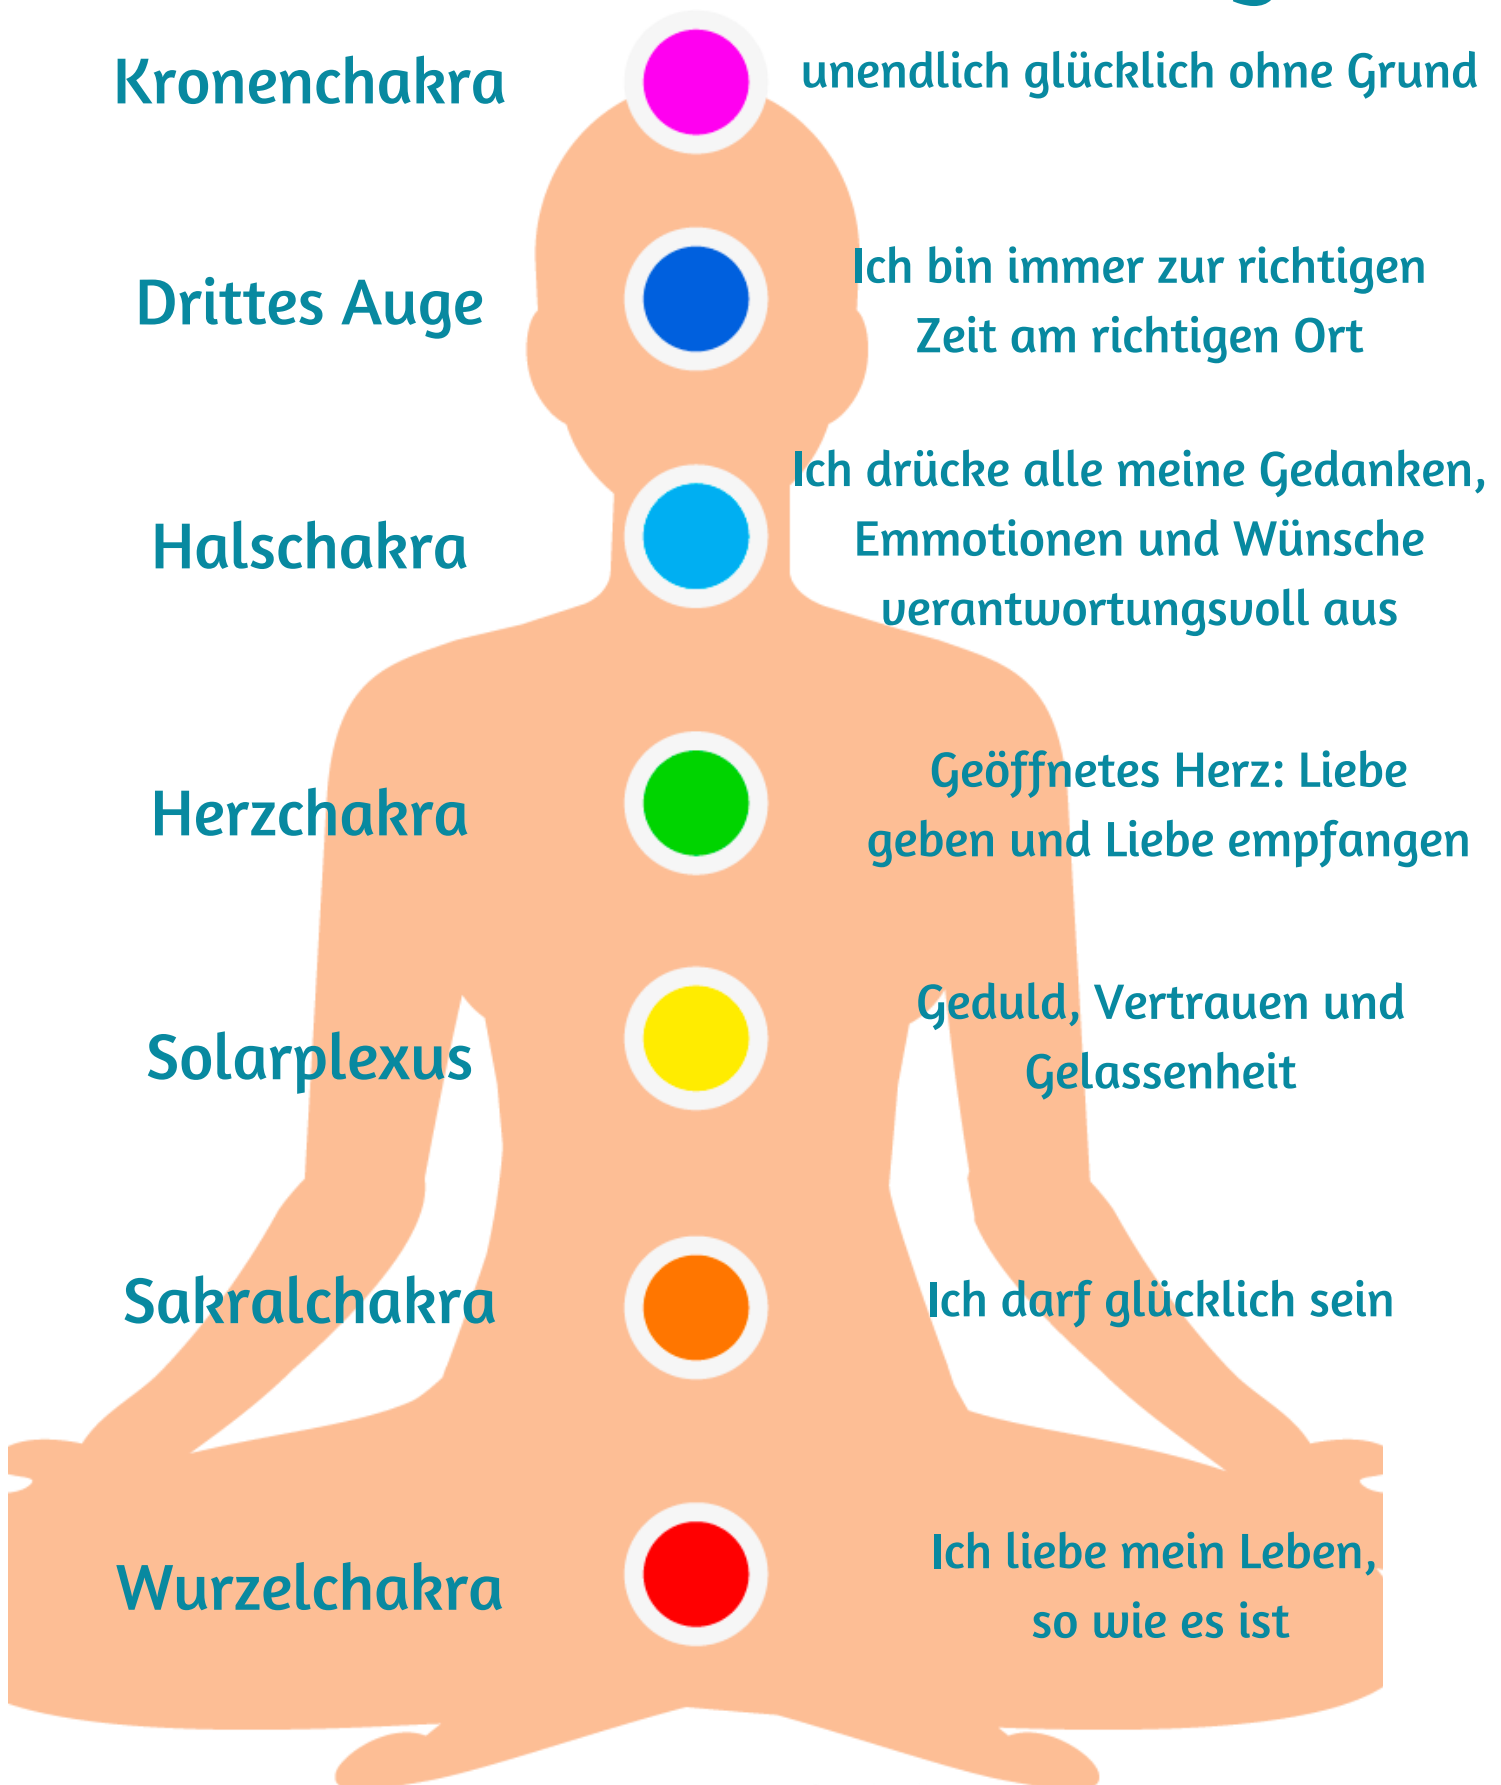 Kronenchakra
unendlich glücklich ohne Grund
Drittes Auge
Ich bin immer zur richtigen
Zeit am richtigen Ort
Halschakra
Ich drücke alle meine Gedanken,
Emmotionen und Wünsche
verantwortungsvoll aus
Herzchakra
Geöffnetes Herz: Liebe
geben und Liebe empfangen
Solarplexus
Geduld, Vertrauen und
Gelassenheit
Sakralchakra
Ich darf glücklich sein
Wurzelchakra
Ich liebe mein Leben,
so wie es ist